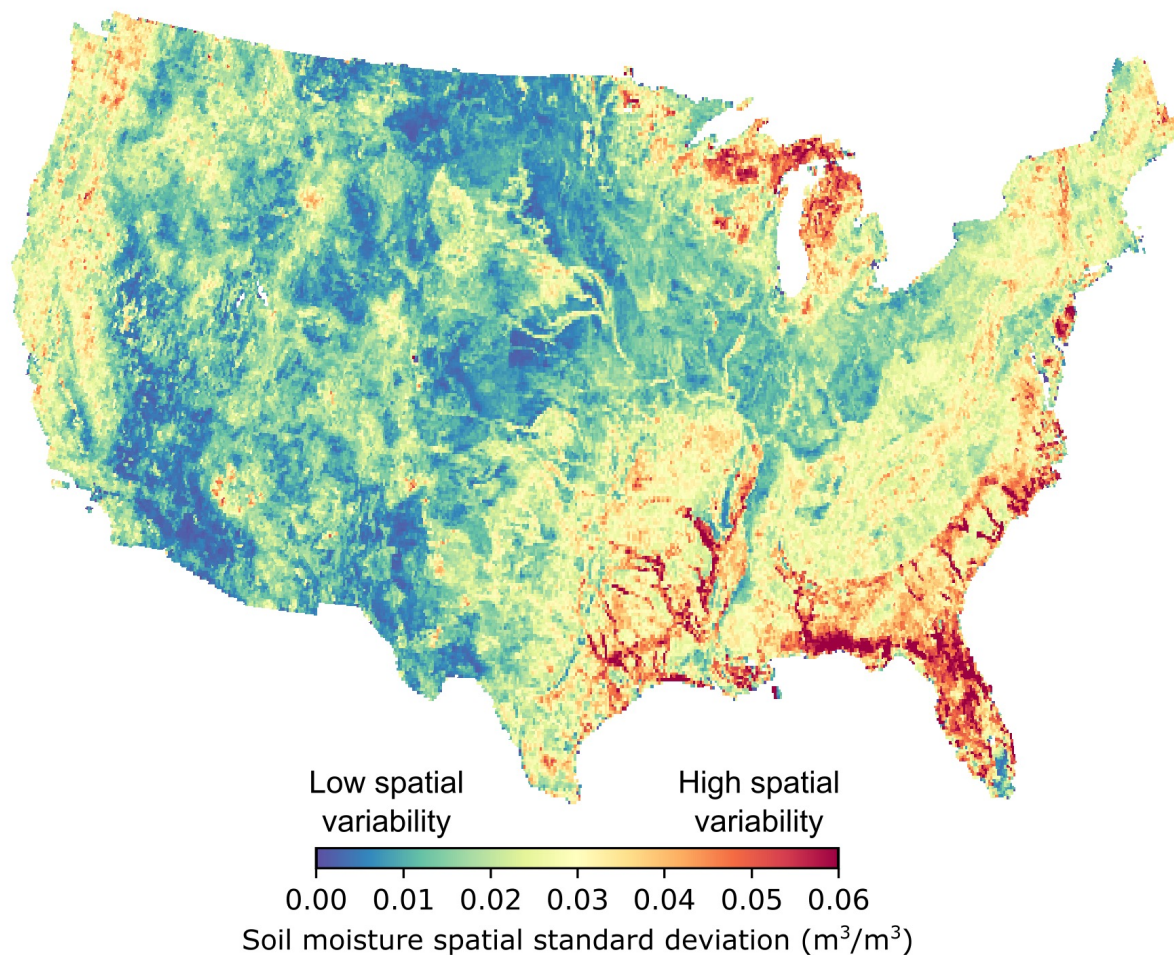 Low spatial variability
High spatial variability
0.00 0.01 0.02 0.03 0.04 0.05 0.06
Soil moisture spatial standard deviation (m³/m³)